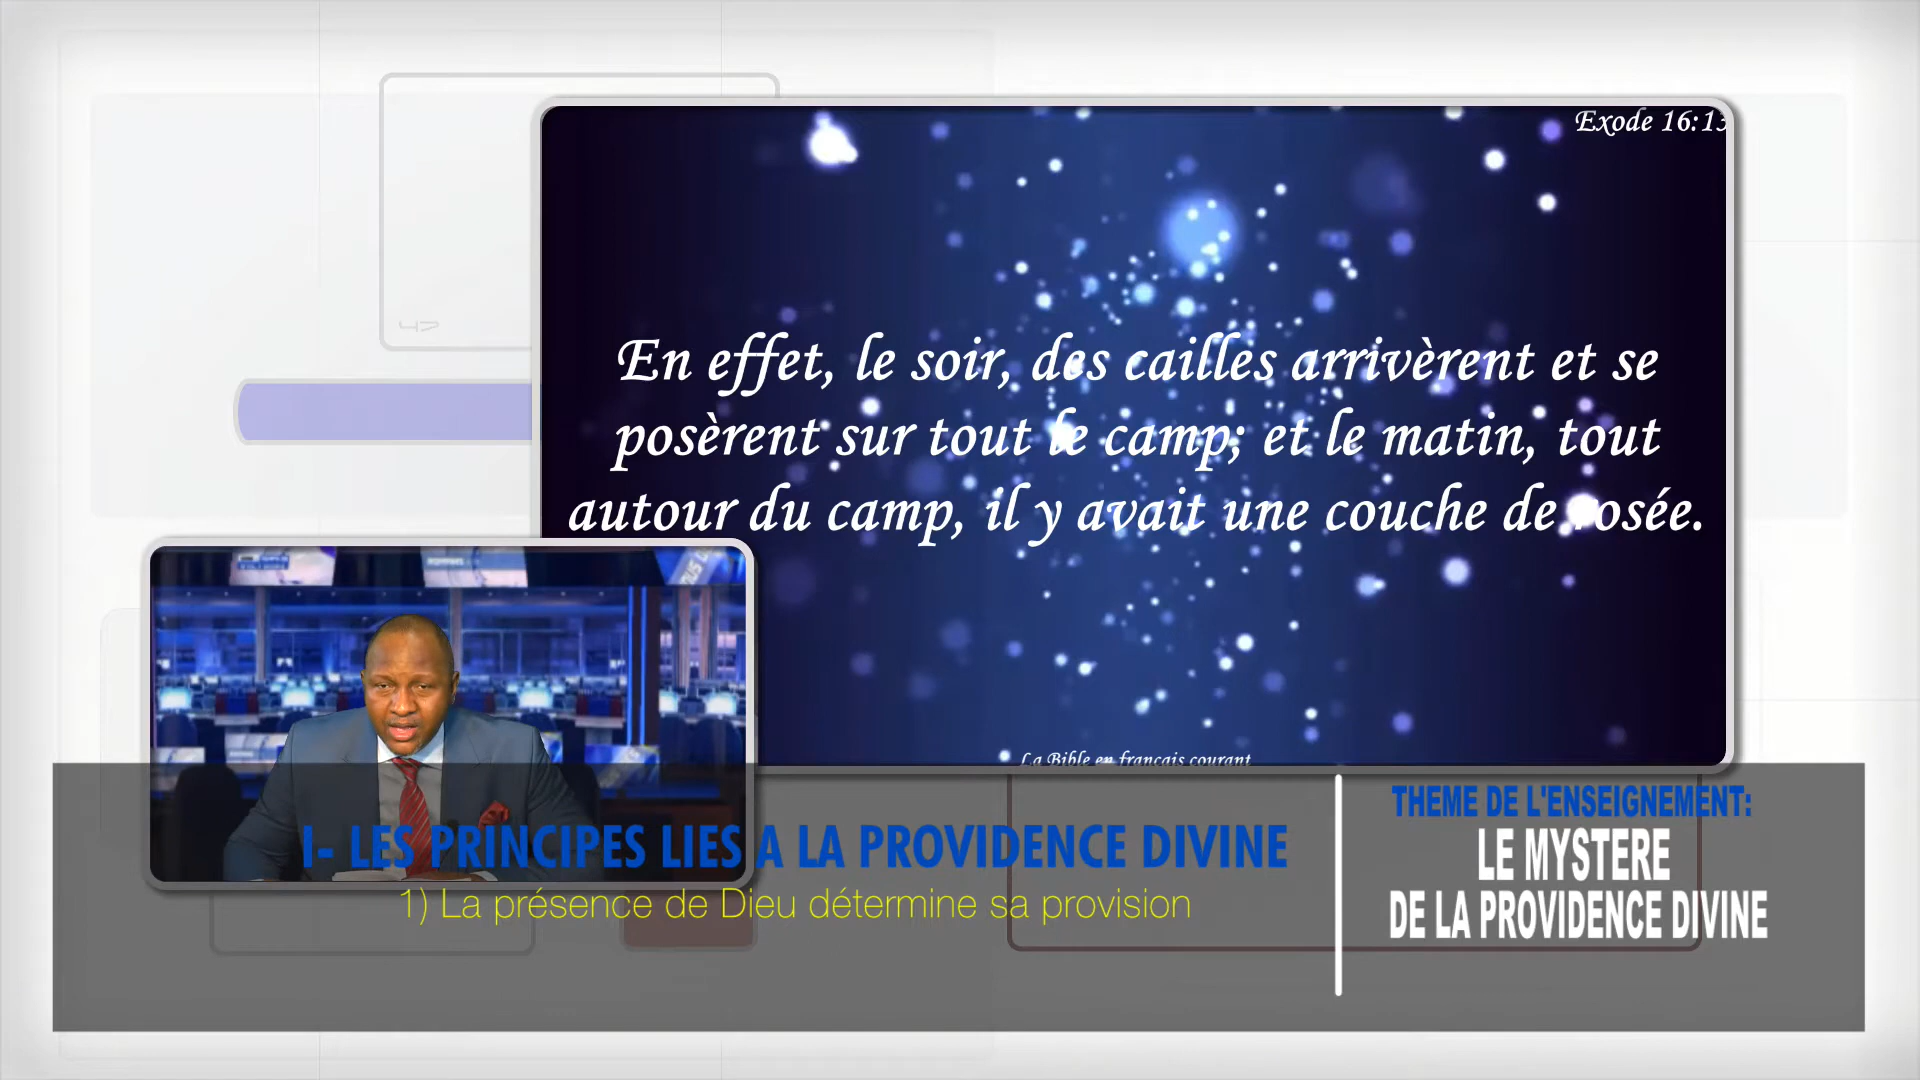 Exode 16:13
En effet, le soir, des cailles arrivèrent et se
posèrent sur tout le camp; et le matin, tout
autour du camp, il y avait une couche de rosée.
La Bible en français courant
I- LES PRINCIPES LIES A LA PROVIDENCE DIVINE
1) La présence de Dieu détermine sa provision
THEME DE L'ENSEIGNEMENT:
LE MYSTERE
DE LA PROVIDENCE DIVINE